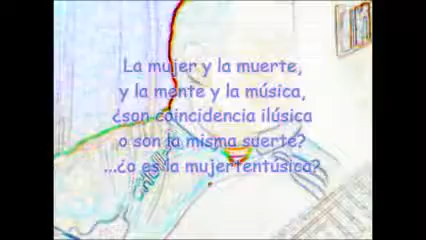 La mujer y la muerte,
y la mente y la música,
¿son coincidencia ilúsica
o son la misma suerte?
...¿o es la mujertentúsica?